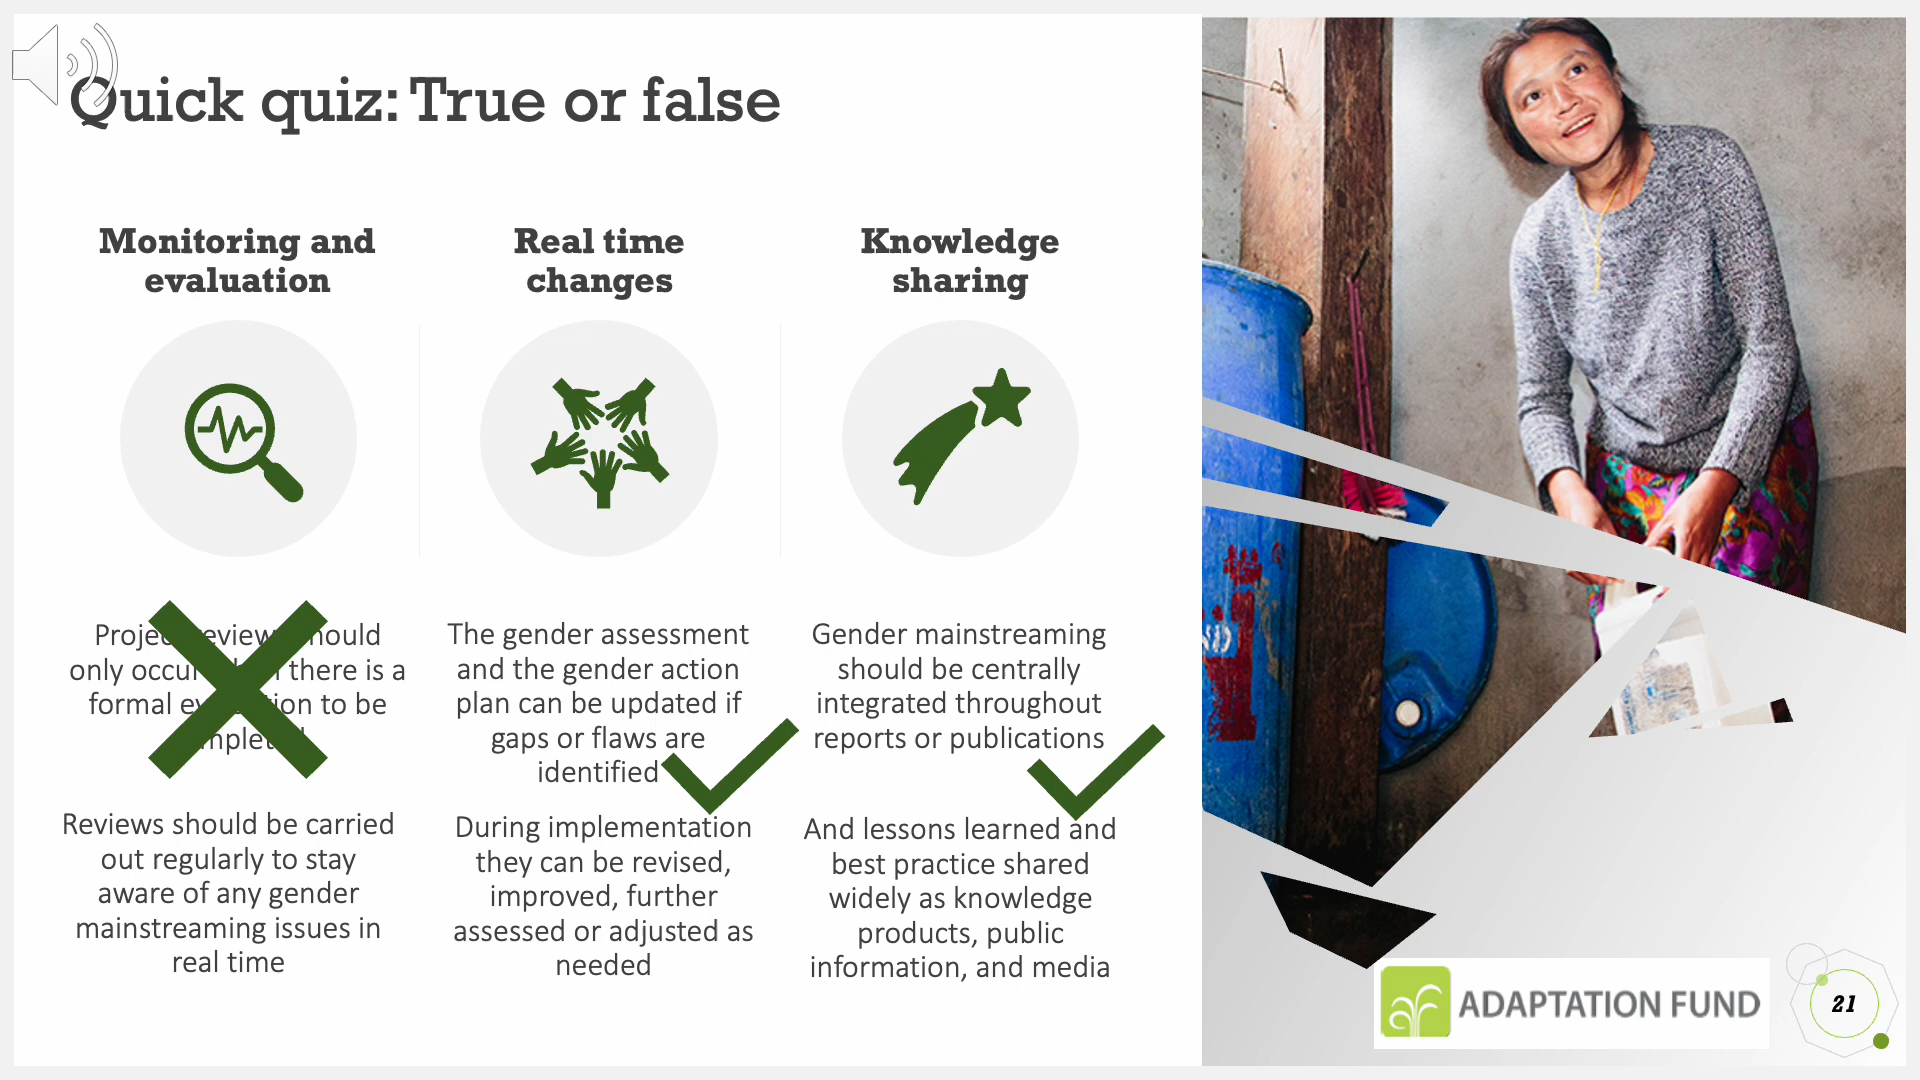 Quick quiz: True or false
Monitoring and
evaluation
Real time
changes
Knowledge
sharing
should
only there is a
formal to be
Reviews should be carried
out regularly to stay
aware of any gender
mainstreaming issues in
real time
The gender assessment
and the gender action
plan can be updated if
gaps or flaws are
identified
During implementation
they can be revised,
improved, further
assessed or adjusted as
needed
Gender mainstreaming
should be centrally
integrated throughout
reports or publications
And lessons learned and
best practice shared
widely as knowledge
products, public
information, and media
ADAPTATION FUND
21